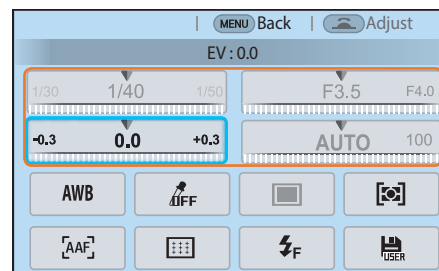 MENU Back Adjust
EV : 0.0
1/30 1/40 1/50 F3.5 F4.0
-0.3 0.0 +0.3 AUTO 100
AWB OFF
AAF F USER